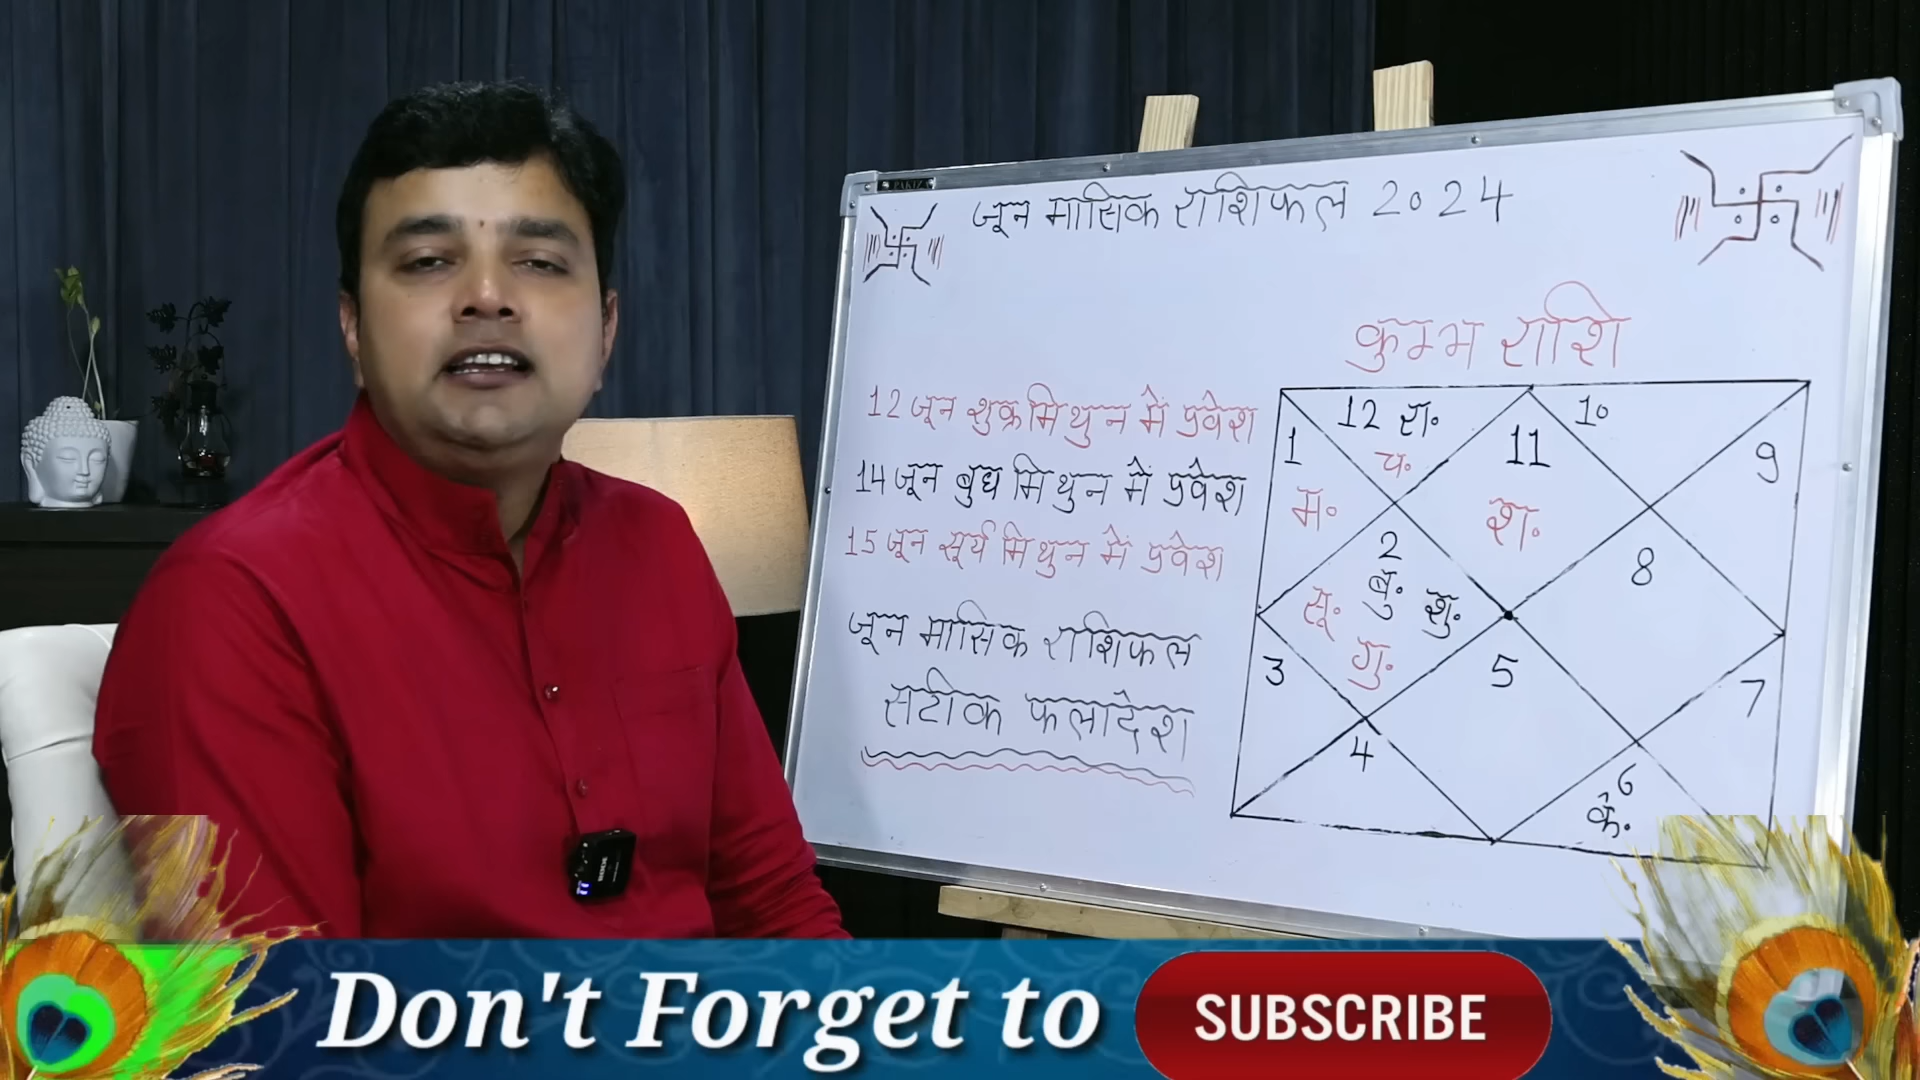 जून मासिक राशिफल 2024
कुम्भ राशि
12 जून शुक्र मिथुन में प्रवेश
14 जून बुध मिथुन में प्रवेश
15 जून सूर्य मिथुन में प्रवेश
जून मासिक राशिफल
सटीक फलादेश
12 रा॰
चं॰
10
1
11
9
मं॰
श॰
2
बु॰
सू॰
शु॰
गु॰
8
3
5
7
4
6
के॰
Don't Forget to
SUBSCRIBE